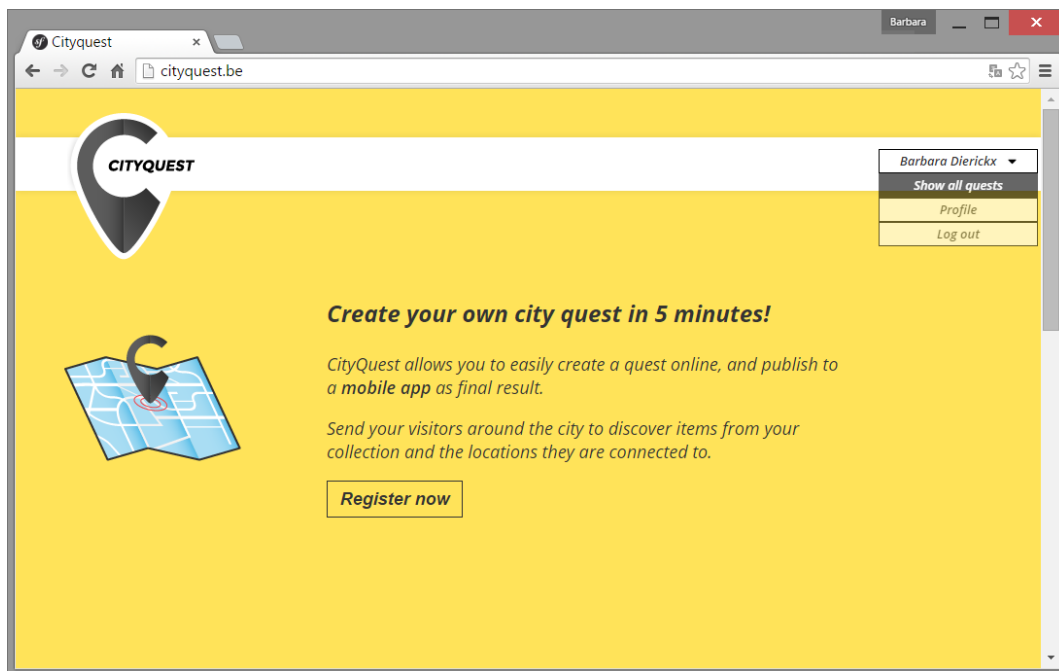 Barbara
Cityquest
cityquest.be
CITYQUEST
Barbara Dierickx
Show all quests
Profile
Log out
Create your own city quest in 5 minutes!
CityQuest allows you to easily create a quest online, and publish to
a mobile app as final result.
Send your visitors around the city to discover items from your
collection and the locations they are connected to.
Register now